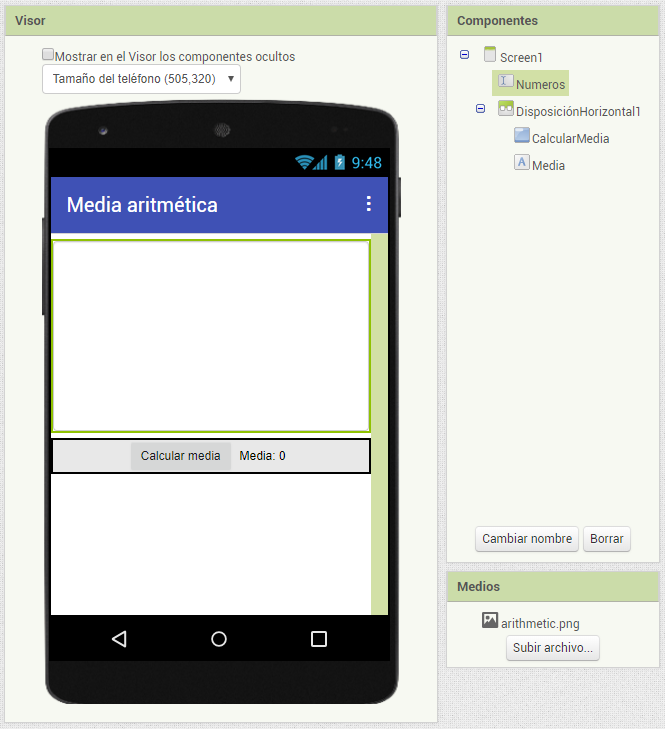 Visor
Mostrar en el Visor los componentes ocultos
Tamaño del teléfono (505,320)
9:48
Media aritmética
Calcular media
Media: 0
Componentes
Screen1
Numeros
DisposiciónHorizontal1
CalcularMedia
A Media
Cambiar nombre
Borrar
Medios
arithmetic.png
Subir archivo...